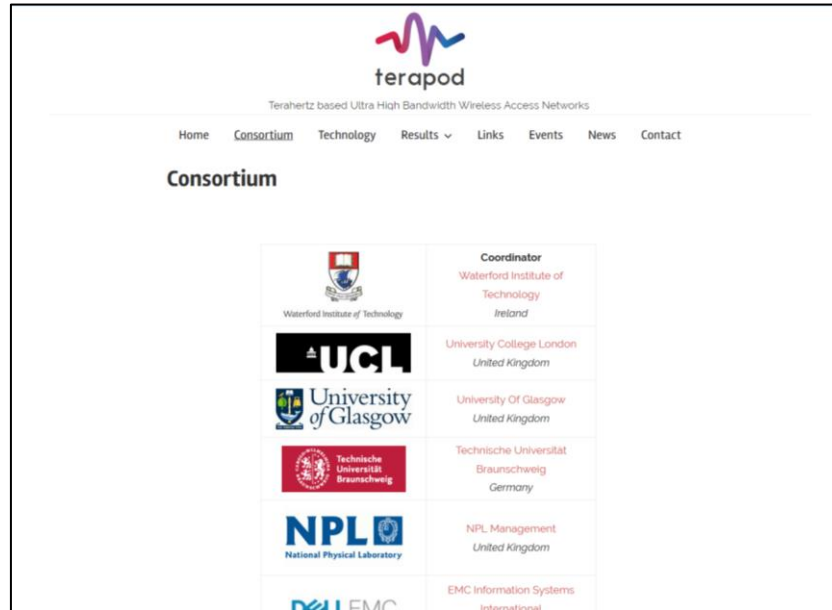 terapod
Terahertz based Ultra High Bandwidth Wireless Access Networks
Home Consortium Technology Results Links Events News Contact
Consortium
Waterford Institute of Technology
Coordinator
Waterford Institute of
Technology
Ireland
UCL
University College London
United Kingdom
University
of Glasgow
University Of Glasgow
United Kingdom
Technische
Universität
Braunschweig
Technische Universität
Braunschweig
Germany
NPL
National Physical Laboratory
NPL Management
United Kingdom
DELL EMC
EMC Information Systems
International